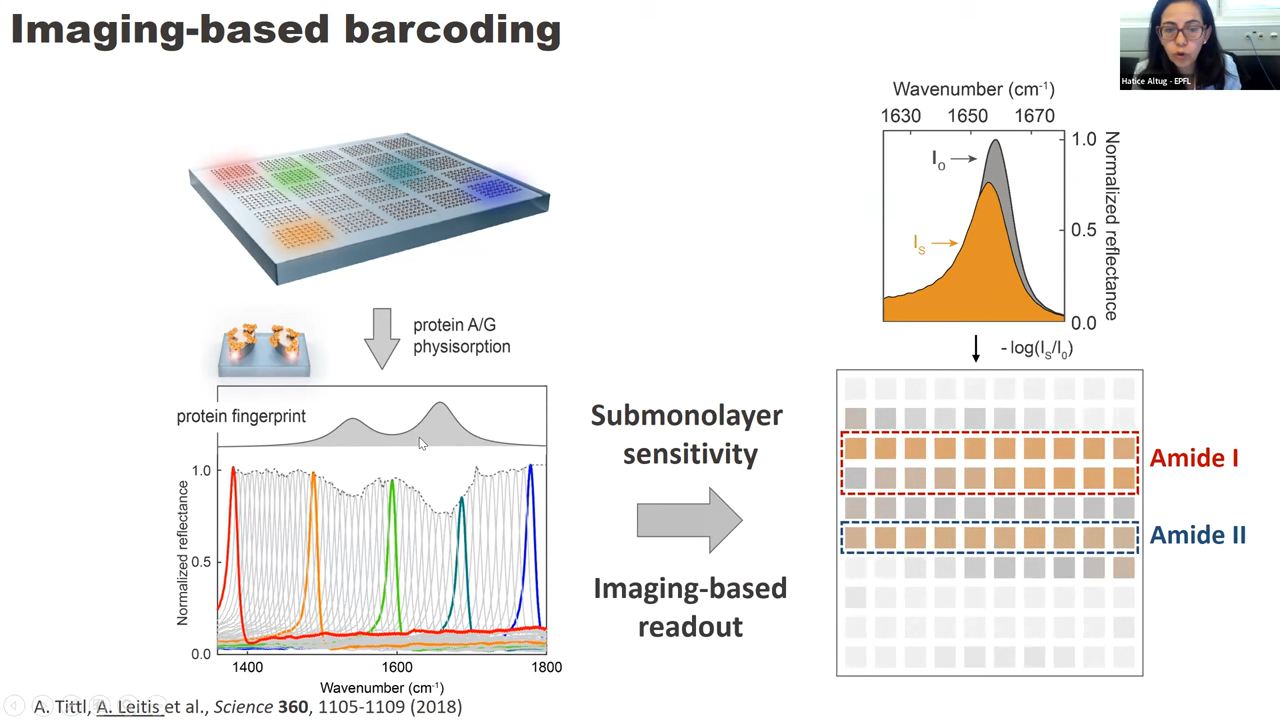 Imaging-based barcoding
Hatice Altug - EPFL
protein A/G
physisorption
protein fingerprint
1.0
0.5
0.0
Normalized reflectance
1400
1600
1800
Wavenumber (cm⁻¹)
Submonolayer
sensitivity
Imaging-based
readout
Wavenumber (cm⁻¹)
1630
1650
1670
I₀
Iₛ
1.0
0.5
0.0
Normalized reflectance
- log(Iₛ/I₀)
Amide I
Amide II
A. Tittl, A. Leitis et al., Science 360, 1105-1109 (2018)